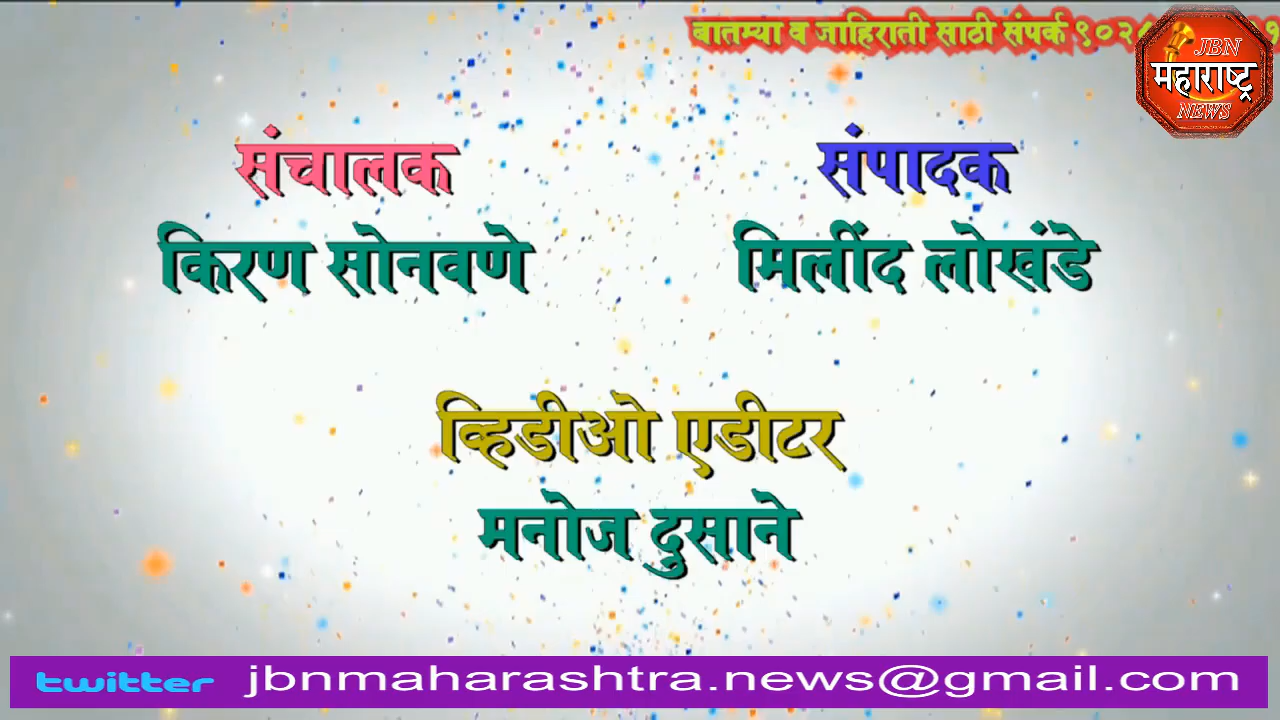 बातम्या व जाहिराती साठी संपर्क
JBN
महाराष्ट्र
NEWS
संचालक
किरण सोनवणे
संपादक
मिलींद लोखंडे
व्हिडीओ एडीटर
मनोज दुसाने
twitter jbnmaharashtra.news@gmail.com